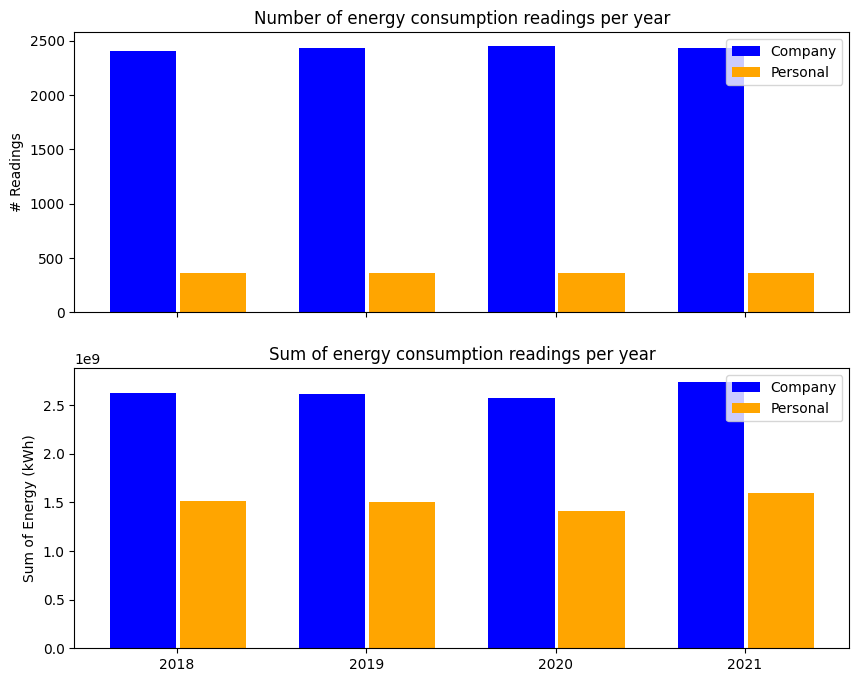 Number of energy consumption readings per year
2500
2000
1500
1000
500
0
# Readings
Company
Personal
Sum of energy consumption readings per year
1e9
2.5
2.0
1.5
1.0
0.5
0.0
Sum of Energy (kWh)
Company
Personal
2018 2019 2020 2021